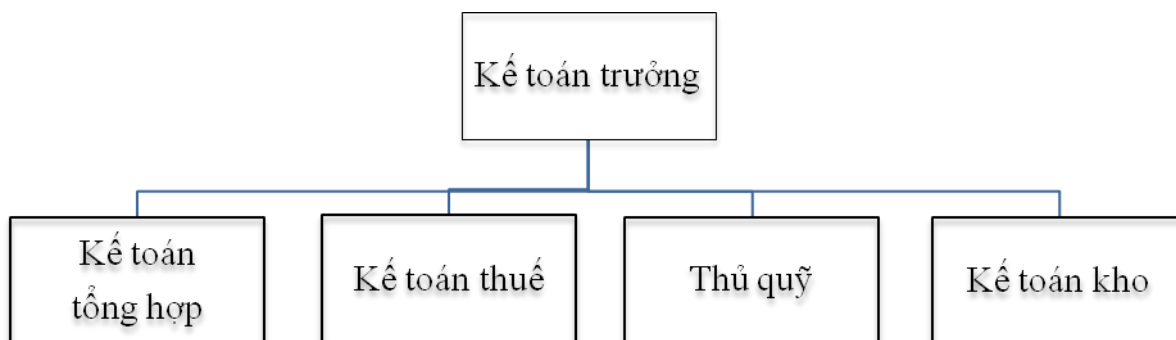 Kế toán trưởng
Kế toán
tổng hợp
Kế toán thuế
Thủ quỹ
Kế toán kho